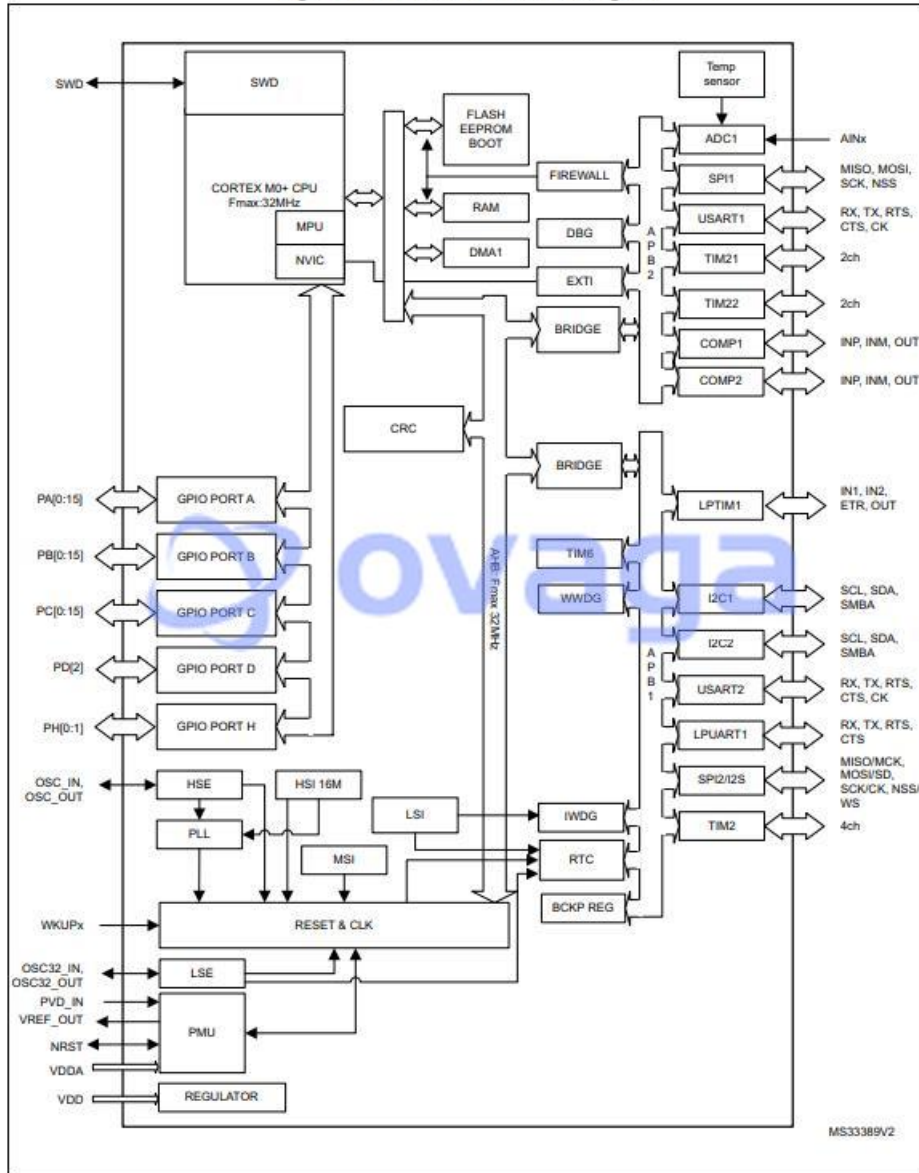 SWD
SWD
CORTEX M0+ CPU
Fmax:32MHz
MPU
NVIC
FLASH
EEPROM
BOOT
RAM
DMA1
FIREWALL
DBG
EXTI
BRIDGE
CRC
BRIDGE
APB2
Temp
sensor
ADC1
AINx
SPI1
MISO, MOSI,
SCK, NSS
USART1
RX, TX, RTS,
CTS, CK
TIM21
2ch
TIM22
2ch
COMP1
INP, INM, OUT
COMP2
INP, INM, OUT
PA[0:15]
GPIO PORT A
PB[0:15]
GPIO PORT B
PC[0:15]
GPIO PORT C
PD[2]
GPIO PORT D
PH[0:1]
GPIO PORT H
ovaga
AHB: Fmax 32MHz
TIM6
WWDG
APB1
LPTIM1
IN1, IN2,
ETR, OUT
I2C1
SCL, SDA,
SMBA
I2C2
SCL, SDA,
SMBA
USART2
RX, TX, RTS,
CTS, CK
LPUART1
RX, TX, RTS,
CTS
SPI2/I2S
MISO/MCK,
MOSI/SD,
SCK/CK, NSS/
WS
TIM2
4ch
OSC_IN,
OSC_OUT
HSE
HSI 16M
PLL
LSI
MSI
IWDG
RTC
BCKP REG
WKUPx
RESET & CLK
OSC32_IN,
OSC32_OUT
LSE
PVD_IN
VREF_OUT
NRST
VDDA
PMU
VDD
REGULATOR
MS33389V2